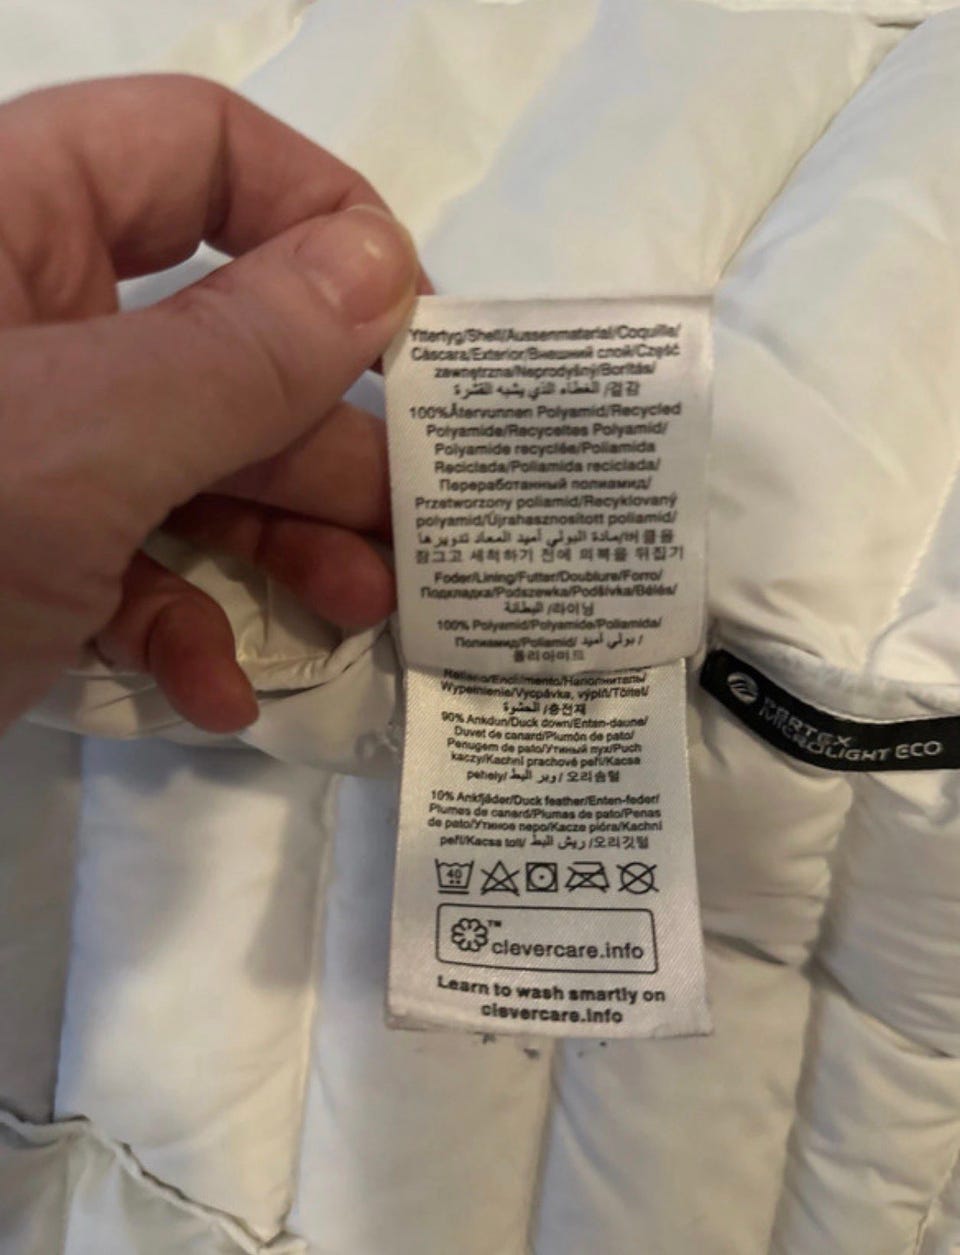 Yttertyg/Shell/Aussenmaterial/Coquille/
Cáscara/Exterior/Внешний слой/Część
zewnętrzna/Neprodyšný/Borítás/
الغطاء الذي يشبه القشرة /겉감
100%Återvunnen Polyamid/Recycled
Polyamide/Recyceltes Polyamid/
Polyamide recyclée/Poliamida
Reciclada/Poliamida reciclada/
Переработанный полиамид/
Przetworzony poliamid/Recyklovaný
polyamid/Újrahasznosított poliamid/
مادة البولي أميد المعاد تدويرها/버클을
잠그고 세척하기 전에 의복을 뒤집기
Foder/Lining/Futter/Doublure/Forro/
Подкладка/Podszewka/Podšívka/Bélés/
البطانة /라이닝
100% Polyamid/Polyamide/Poliamida/
Полиамид/Poliamid/ بولي أميد /
폴리아미드
Relleno/Enchimento/Наполнитель/
Wypełnienie/Vycpávka, výplň/Töltet/
الحشوة /충전재
90% Ankdun/Duck down/Enten-daune/
Duvet de canard/Plumón de pato/
Penugem de pato/Утиный пух/Puch
kaczy/Kachní prachové peří/Kacsa
pehely/ وبر البط / 오리솜털
10% Ankfjäder/Duck feather/Enten-feder/
Plumes de canard/Plumas de pato/Penas
de pato/Утиное перо/Kacze pióra/Kachní
peří/Kacsa toll/ ريش البط /오리깃털
40
clevercare.info
Learn to wash smartly on
clevercare.info
VERTEX
MICROLIGHT ECO